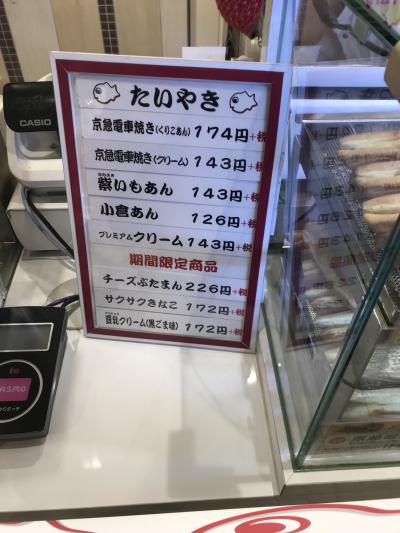 CASIO
たいやき
京急電車焼き(くりこあん) 174円+税
京急電車焼き(クリーム) 143円+税
紫いもあん 143円+税
小倉あん 126円+税
プレミアムクリーム 143円+税
期間限定商品
チーズぶたまん 226円+税
サクサクきなこ 172円+税
豆乳クリーム(黒ごま味) 172円+税